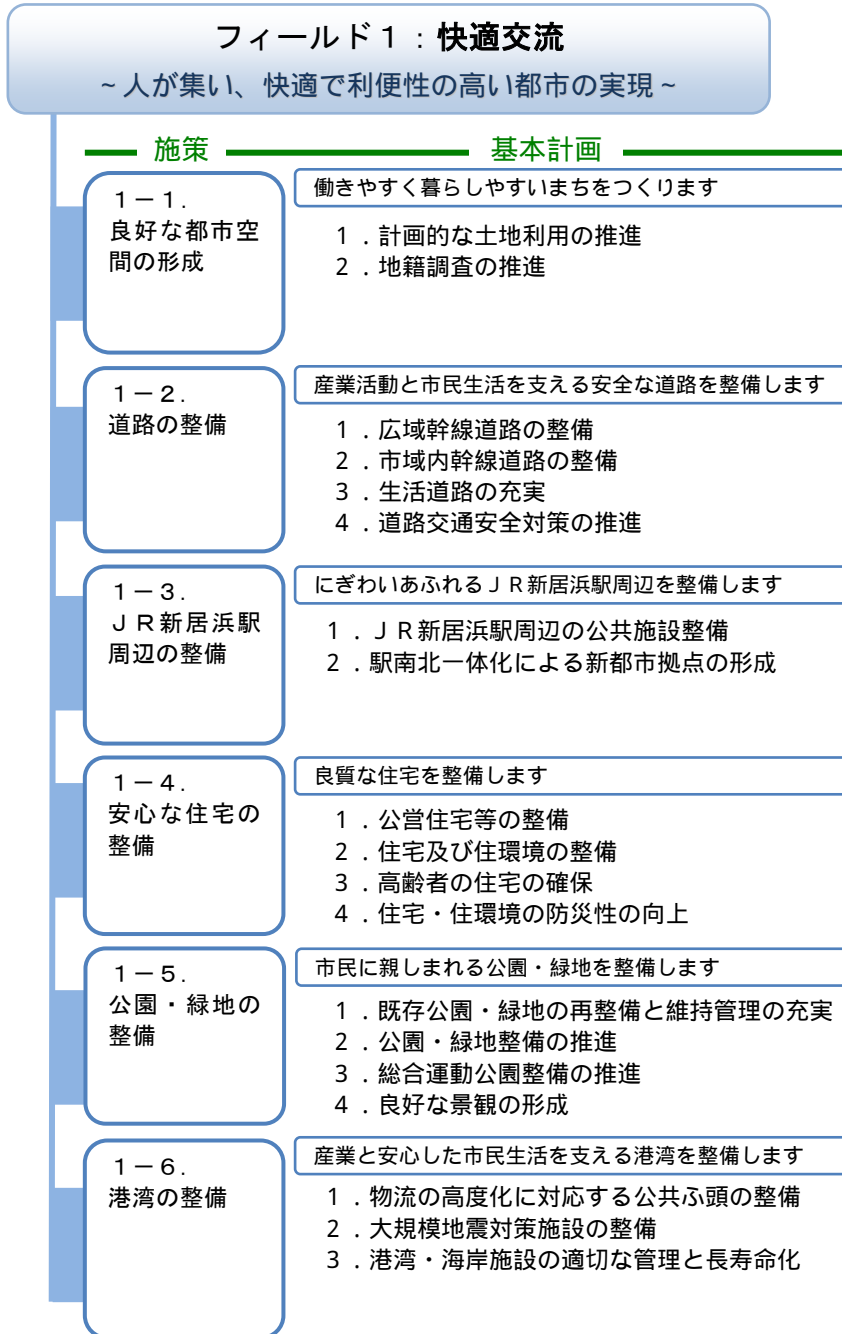 フィールド１：快適交流
~人が集い、快適で利便性の高い都市の実現~
施策
基本計画
１－１．
良好な都市空
間の形成
働きやすく暮らしやすいまちをつくります
１．計画的な土地利用の推進
２．地籍調査の推進
１－２．
道路の整備
産業活動と市民生活を支える安全な道路を整備します
１．広域幹線道路の整備
２．市域内幹線道路の整備
３．生活道路の充実
４．道路交通安全対策の推進
１－３．
ＪＲ新居浜駅
周辺の整備
にぎわいあふれるＪＲ新居浜駅周辺を整備します
１．ＪＲ新居浜駅周辺の公共施設整備
２．駅南北一体化による新都市拠点の形成
１－４．
安心な住宅の
整備
良質な住宅を整備します
１．公営住宅等の整備
２．住宅及び住環境の整備
３．高齢者の住宅の確保
４．住宅・住環境の防災性の向上
１－５．
公園・緑地の
整備
市民に親しまれる公園・緑地を整備します
１．既存公園・緑地の再整備と維持管理の充実
２．公園・緑地整備の推進
３．総合運動公園整備の推進
４．良好な景観の形成
１－６．
港湾の整備
産業と安心した市民生活を支える港湾を整備します
１．物流の高度化に対応する公共ふ頭の整備
２．大規模地震対策施設の整備
３．港湾・海岸施設の適切な管理と長寿命化